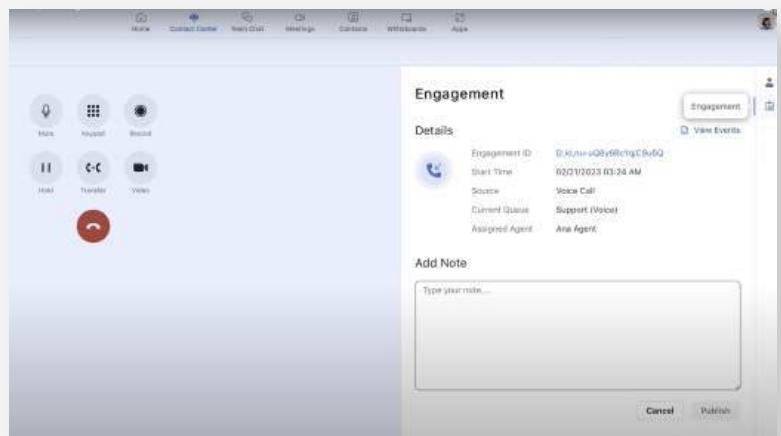 Home Contact Center Team Chat Meetings Contacts Whiteboards Apps
Engagement
Engagement
Details
View Events
Engagement ID
Start Time 02/21/2023 03:24 AM
Source Voice Call
Current Queue Support (Voice)
Assigned Agent Ana Agent
Mute Keypad Record
Hold Transfer Video
Add Note
Type your note...
Cancel Publish